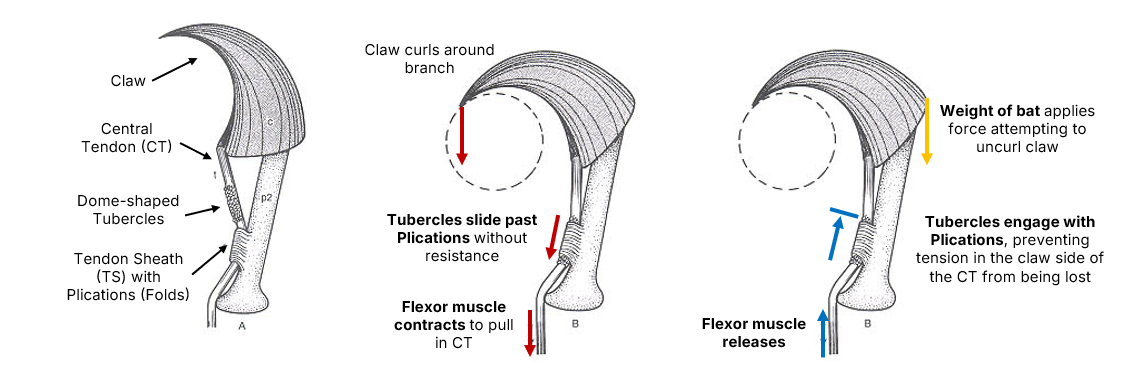 Claw
Central
Tendon (CT)
Dome-shaped
Tubercles
Tendon Sheath
(TS) with
Plications (Folds)
c
t
p2
A
Claw curls around
branch
Tubercles slide past
Plications without
resistance
Flexor muscle
contracts to pull
in CT
B
Weight of bat applies
force attempting to
uncurl claw
Tubercles engage with
Plications, preventing
tension in the claw side of
the CT from being lost
Flexor muscle
releases
B